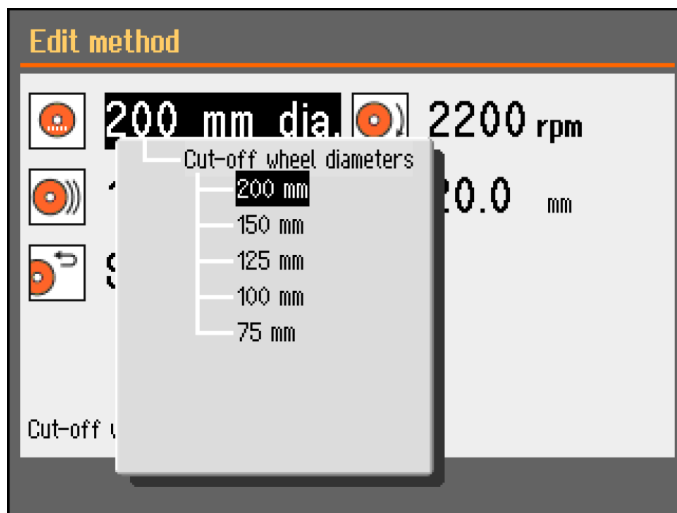 Edit method
200 mm dia. 2200 rpm
Cut-off wheel diameters
200 mm
0.0 mm
150 mm
125 mm
100 mm
75 mm
Cut-off